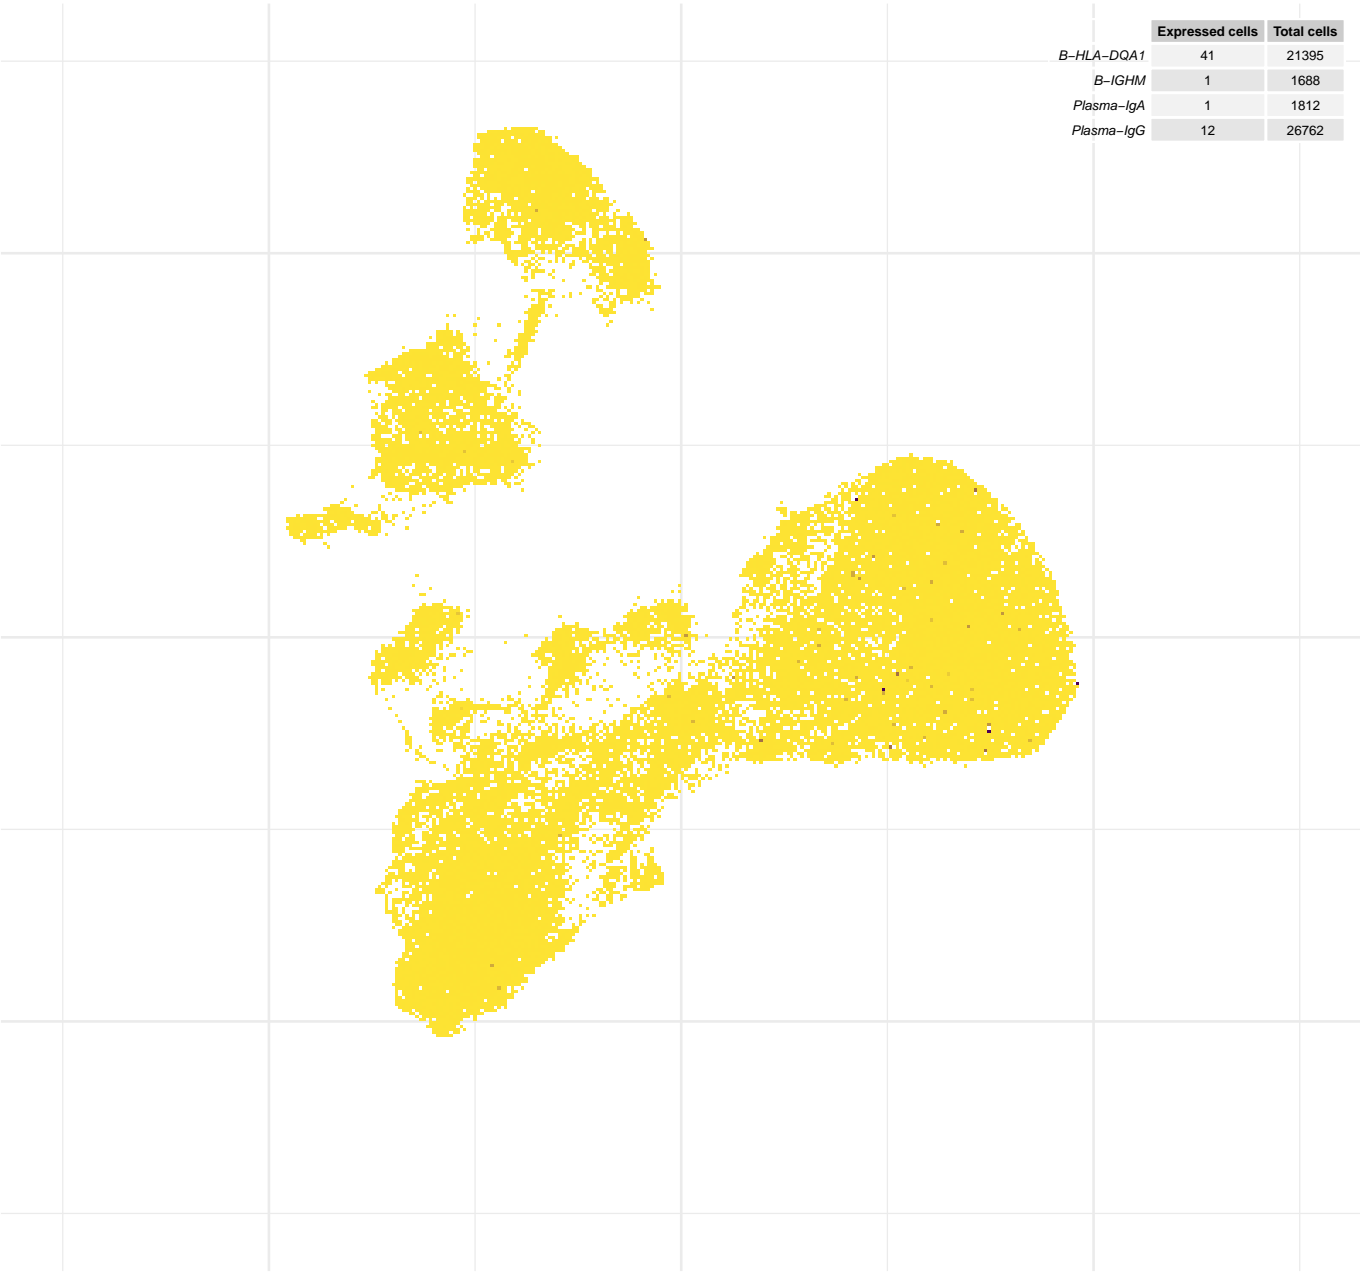 Expressed cells Total cells
B–HLA–DQA1 41 21395
B–IGHM 1 1688
Plasma–IgA 1 1812
Plasma–IgG 12 26762